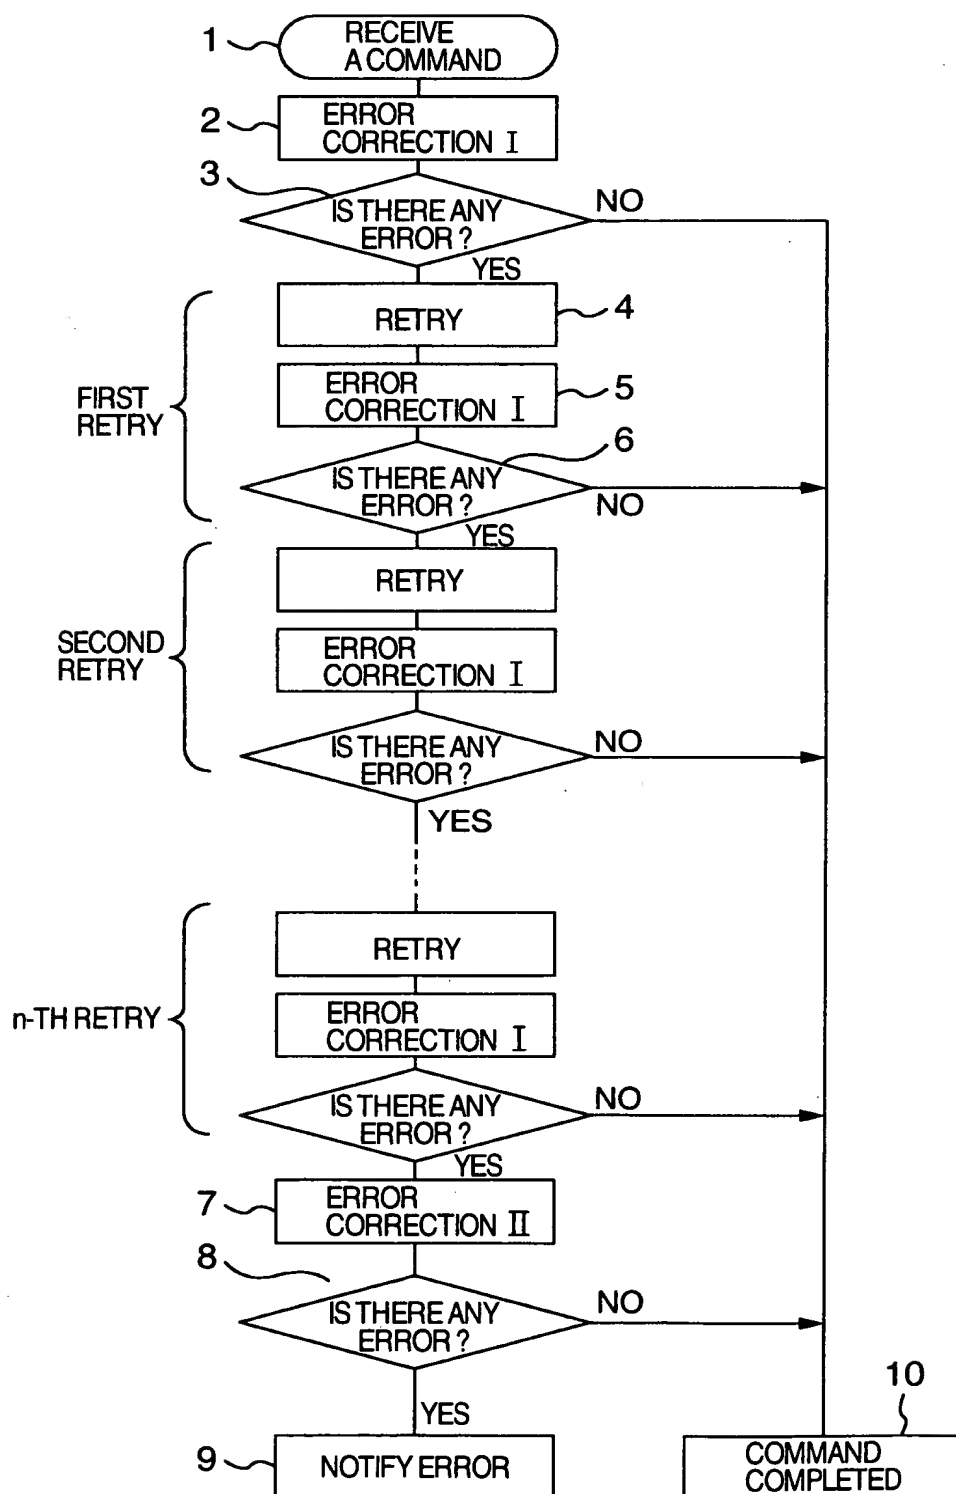 1
RECEIVE
A COMMAND
2
ERROR
CORRECTION I
3
IS THERE ANY
ERROR ?
NO
YES
FIRST
RETRY
RETRY
4
ERROR
CORRECTION I
5
6
IS THERE ANY
ERROR ?
NO
YES
SECOND
RETRY
RETRY
ERROR
CORRECTION I
IS THERE ANY
ERROR ?
NO
YES
n-TH RETRY
RETRY
ERROR
CORRECTION I
IS THERE ANY
ERROR ?
NO
YES
7
ERROR
CORRECTION II
8
IS THERE ANY
ERROR ?
NO
YES
9
NOTIFY ERROR
10
COMMAND
COMPLETED